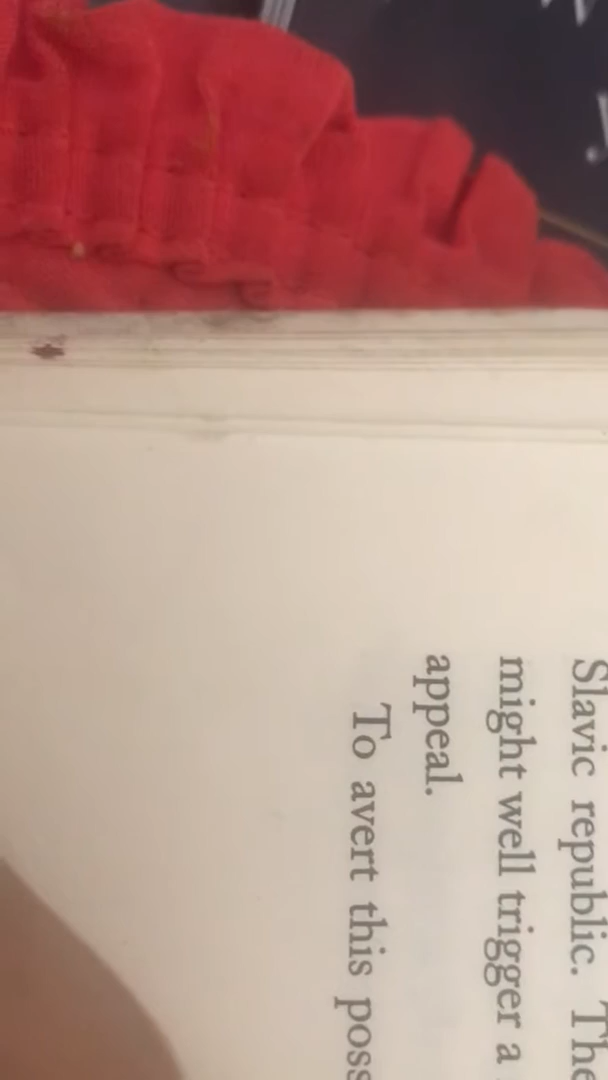 Slavic republic. The
might well trigger a
appeal.
To avert this poss